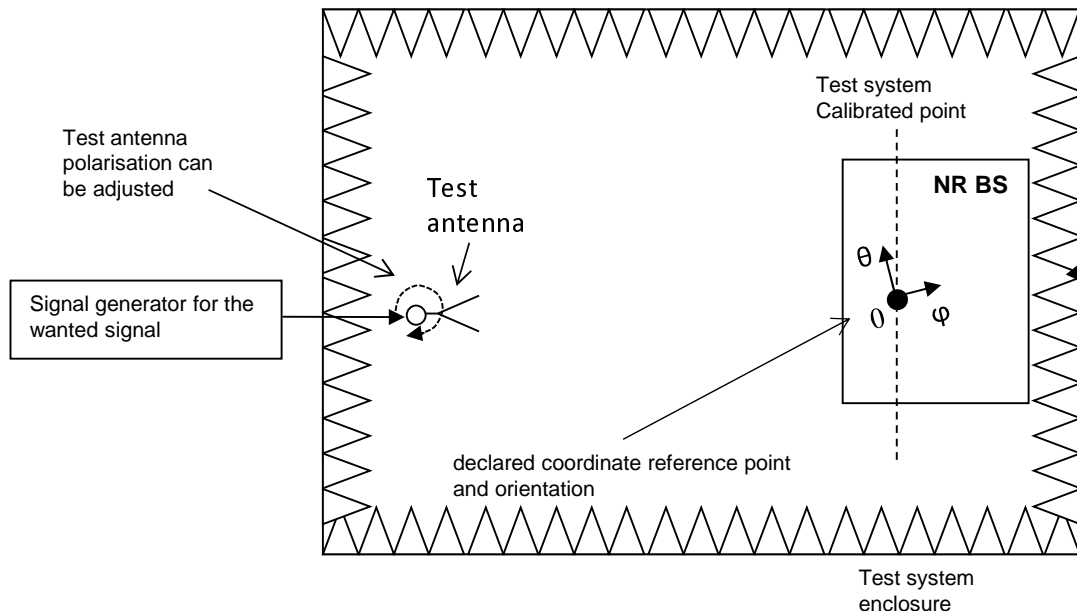 Test system
Calibrated point
Test antenna
polarisation can
be adjusted
Test
antenna
NR BS
θ
Signal generator for the
wanted signal
0
φ
declared coordinate reference point
and orientation
Test system
enclosure